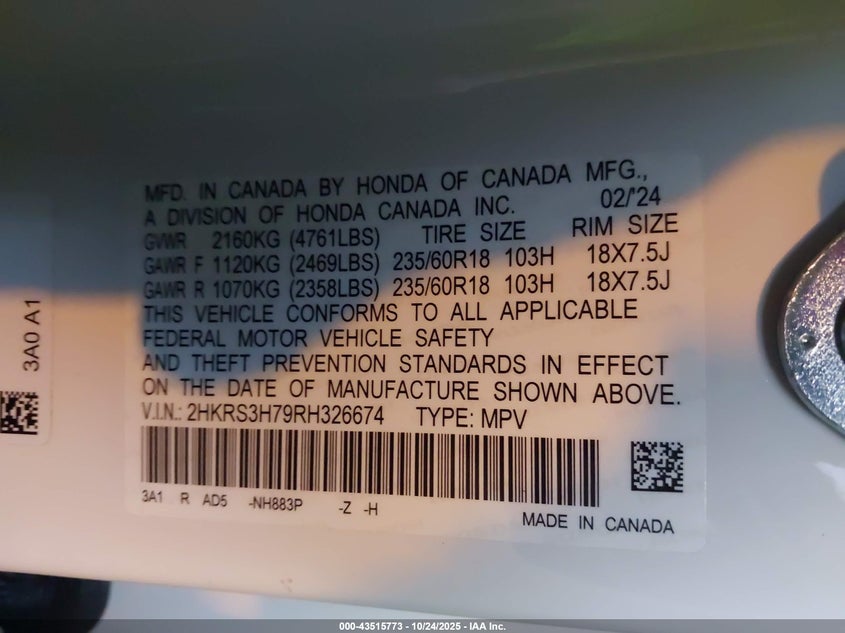 MFD. IN CANADA BY HONDA OF CANADA MFG.,
A DIVISION OF HONDA CANADA INC. 02/'24
GVWR 2160KG (4761LBS) TIRE SIZE RIM SIZE
GAWR F 1120KG (2469LBS) 235/60R18 103H 18X7.5J
GAWR R 1070KG (2358LBS) 235/60R18 103H 18X7.5J
THIS VEHICLE CONFORMS TO ALL APPLICABLE
FEDERAL MOTOR VEHICLE SAFETY
AND THEFT PREVENTION STANDARDS IN EFFECT
ON THE DATE OF MANUFACTURE SHOWN ABOVE.
V.I.N.: 2HKRS3H79RH326674 TYPE: MPV
3A1 R AD5 -NH883P -Z -H
MADE IN CANADA
3A0 A1
000-43515773 - 10/24/2025 - IAA Inc.